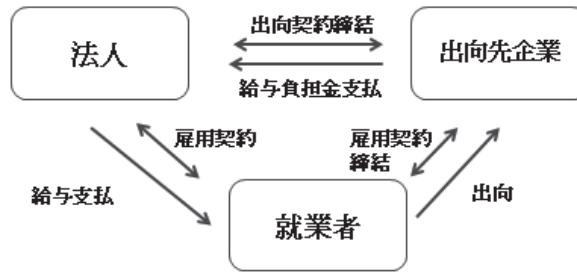 出向契約締結
法人
出向先企業
給与負担金支払
雇用契約
雇用契約
締結
給与支払
出向
就業者